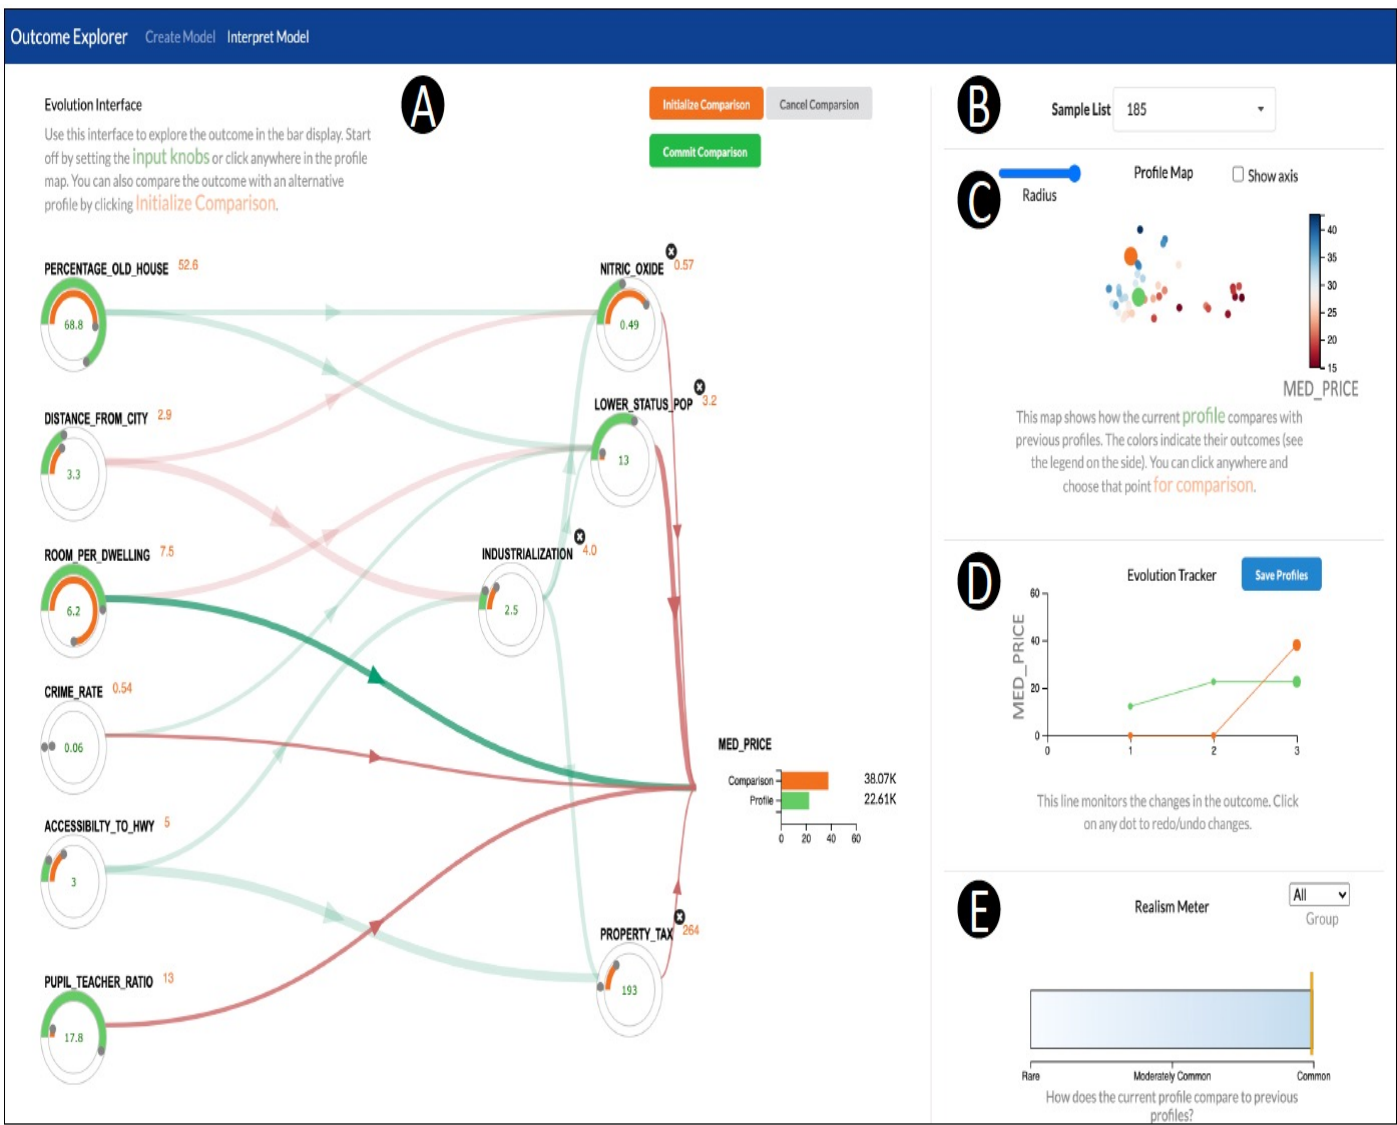 Outcome Explorer Create Model Interpret Model
Evolution Interface
Use this interface to explore the outcome in the bar display. Start
off by setting the input knobs or click anywhere in the profile
map. You can also compare the outcome with an alternative
profile by clicking Initialize Comparison.
A
Initialize Comparison Cancel Comparsion
Commit Comparison
PERCENTAGE_OLD_HOUSE 52.6
68.8
DISTANCE_FROM_CITY 2.9
3.3
ROOM_PER_DWELLING 7.5
6.2
CRIME_RATE 0.54
0.06
ACCESSIBILTY_TO_HWY 5
3
PUPIL_TEACHER_RATIO 13
17.8
NITRIC_OXIDE 0.57
0.49
LOWER_STATUS_POP 3.2
13
INDUSTRIALIZATION 4.0
2.5
PROPERTY_TAX 264
193
MED_PRICE
Comparison 38.07K
Profile 22.61K
0 20 40 60
B
Sample List 185
C
Radius
Profile Map
Show axis
40
35
30
25
20
15
MED_PRICE
This map shows how the current profile compares with
previous profiles. The colors indicate their outcomes (see
the legend on the side). You can click anywhere and
choose that point for comparison.
D
Evolution Tracker Save Profiles
MED_PRICE
60
40
20
0
0 1 2 3
This line monitors the changes in the outcome. Click
on any dot to redo/undo changes.
E
Realism Meter
All
Group
Rare Moderately Common Common
How does the current profile compare to previous
profiles?